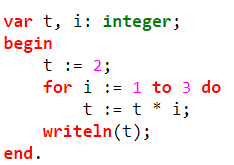 var t, i: integer;
begin
    t := 2;
    for i := 1 to 3 do
        t := t * i;
    writeln(t);
end.